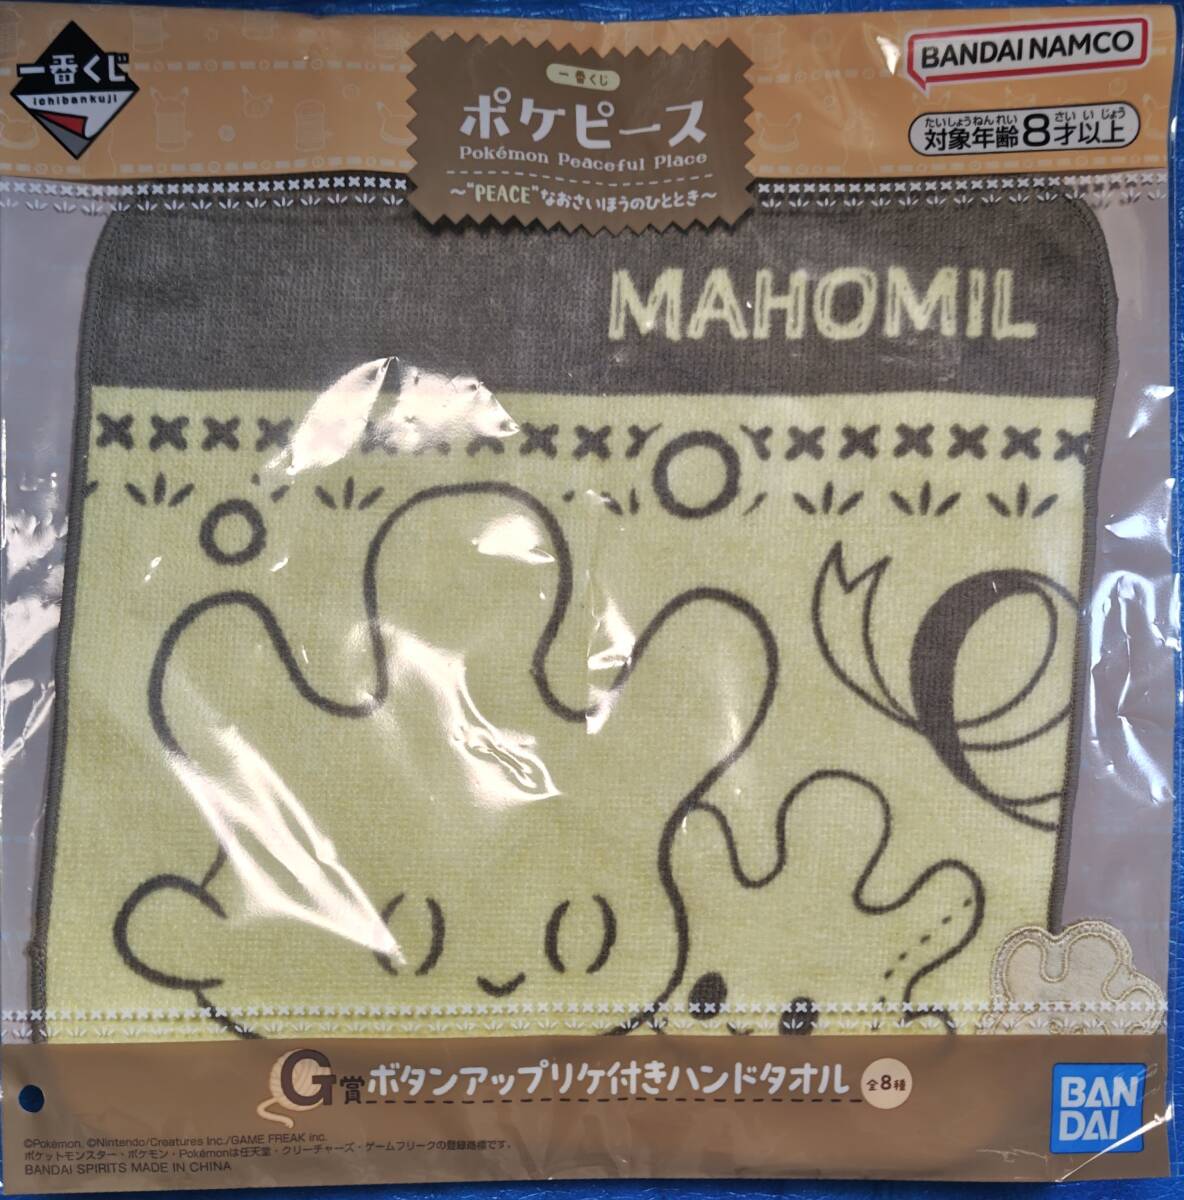 一番くじ
ichibankuji
一番くじ
ポケピース
Pokémon Peaceful Place
～"PEACE"なおさいほうのひととき～
BANDAI NAMCO
たいしょうねんれい さいいじょう
対象年齢8才以上
MAHOMIL
G賞 ボタンアップリケ付きハンドタオル 全8種
BAN
DAI
©Pokémon. ©Nintendo/Creatures Inc./GAME FREAK inc.
ポケットモンスター・ポケモン・Pokémonは任天堂・クリーチャーズ・ゲームフリークの登録商標です。
BANDAI SPIRITS MADE IN CHINA